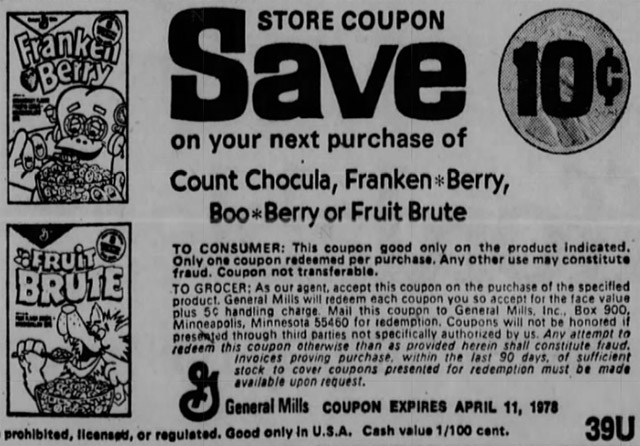 STORE COUPON
Save 10¢
on your next purchase of
Count Chocula, Franken*Berry,
Boo*Berry or Fruit Brute
Franken
Berry
FRUIT
BRUTE
TO CONSUMER: This coupon good only on the product indicated.
Only one coupon redeemed per purchase. Any other use may constitute
fraud. Coupon not transferable.
TO GROCER: As our agent, accept this coupon on the purchase of the specified
product. General Mills will redeem each coupon you so accept for the face value
plus 5¢ handling charge. Mail this coupon to General Mills, Inc., Box 900,
Minneapolis, Minnesota 55460 for redemption. Coupons will not be honored if
presented through third parties not specifically authorized by us. Any attempt to
redeem this coupon otherwise than as provided herein shall constitute fraud.
Invoices proving purchase, within the last 90 days, of sufficient
stock to cover coupons presented for redemption must be made
available upon request.
G General Mills COUPON EXPIRES APRIL 11, 1978
prohibited, licensed, or regulated. Good only in U.S.A. Cash value 1/100 cent. 39U